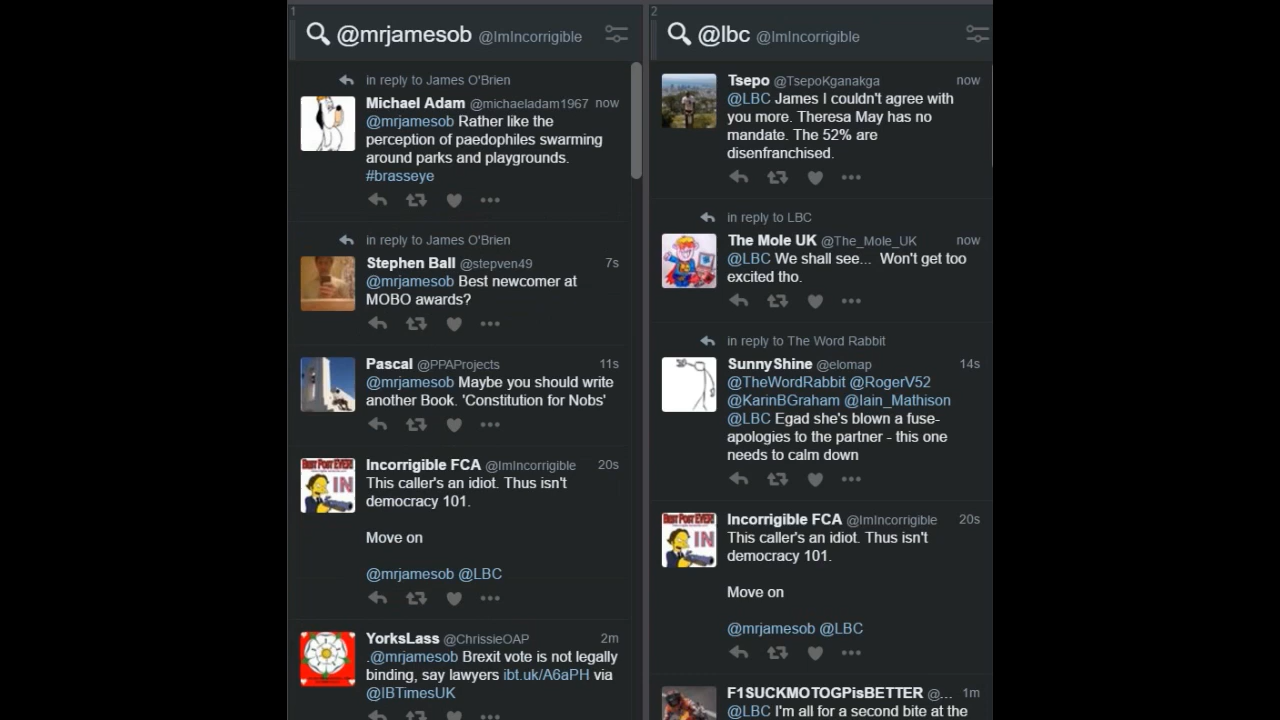 1
@mrjamesob @ImIncorrigible
in reply to James O'Brien
Michael Adam @michaeladam1967 now
@mrjamesob Rather like the
perception of paedophiles swarming
around parks and playgrounds.
#brasseye
in reply to James O'Brien
Stephen Ball @stepven49 7s
@mrjamesob Best newcomer at
MOBO awards?
Pascal @PPAProjects 11s
@mrjamesob Maybe you should write
another Book. 'Constitution for Nobs'
BEST POST EVER!
IN
Incorrigible FCA @ImIncorrigible 20s
This caller's an idiot. Thus isn't
democracy 101.
Move on
@mrjamesob @LBC
YorksLass @ChrissieOAP 2m
.@mrjamesob Brexit vote is not legally
binding, say lawyers ibt.uk/A6aPH via
@IBTimesUK
2
@lbc @ImIncorrigible
Tsepo @TsepoKganakga now
@LBC James I couldn't agree with
you more. Theresa May has no
mandate. The 52% are
disenfranchised.
in reply to LBC
The Mole UK @The_Mole_UK now
@LBC We shall see... Won't get too
excited tho.
in reply to The Word Rabbit
SunnyShine @elomap 14s
@TheWordRabbit @RogerV52
@KarinBGraham @Iain_Mathison
@LBC Egad she's blown a fuse-
apologies to the partner - this one
needs to calm down
BEST POST EVER!
IN
Incorrigible FCA @ImIncorrigible 20s
This caller's an idiot. Thus isn't
democracy 101.
Move on
@mrjamesob @LBC
F1SUCKMOTOGPisBETTER @... 1m
@LBC I'm all for a second bite at the